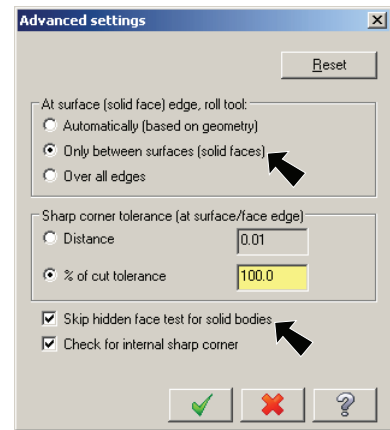 Advanced settings
Reset
At surface (solid face) edge, roll tool:
Automatically (based on geometry)
Only between surfaces (solid faces)
Over all edges
Sharp corner tolerance (at surface/face edge)
Distance 0.01
% of cut tolerance 100.0
Skip hidden face test for solid bodies
Check for internal sharp corner